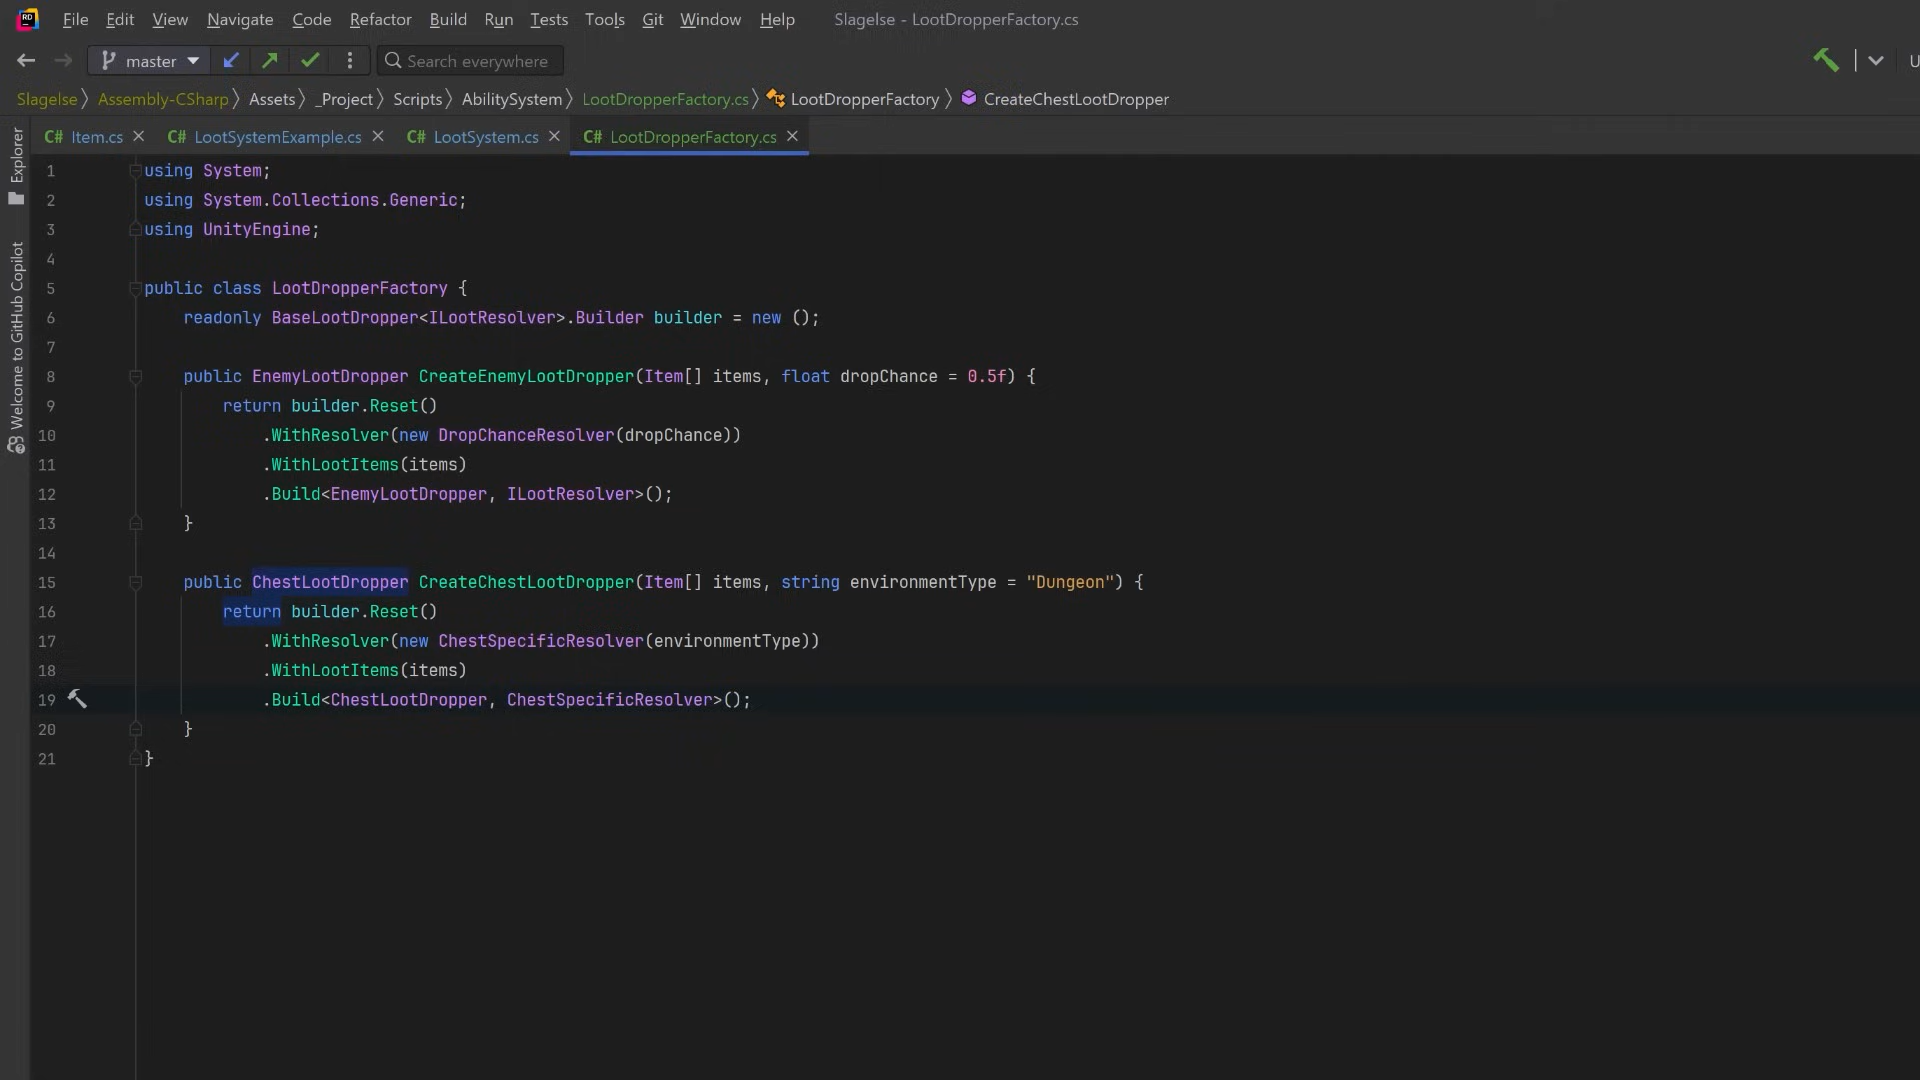 File Edit View Navigate Code Refactor Build Run Tests Tools Git Window Help Slagelse - LootDropperFactory.cs
master Search everywhere
Slagelse Assembly-CSharp Assets _Project Scripts AbilitySystem LootDropperFactory.cs LootDropperFactory CreateChestLootDropper
C# Item.cs C# LootSystemExample.cs C# LootSystem.cs C# LootDropperFactory.cs
Explorer
Welcome to GitHub Copilot
1 using System;
2 using System.Collections.Generic;
3 using UnityEngine;
4
5 public class LootDropperFactory {
6 readonly BaseLootDropper<ILootResolver>.Builder builder = new ();
7
8 public EnemyLootDropper CreateEnemyLootDropper(Item[] items, float dropChance = 0.5f) {
9 return builder.Reset()
10 .WithResolver(new DropChanceResolver(dropChance))
11 .WithLootItems(items)
12 .Build<EnemyLootDropper, ILootResolver>();
13 }
14
15 public ChestLootDropper CreateChestLootDropper(Item[] items, string environmentType = "Dungeon") {
16 return builder.Reset()
17 .WithResolver(new ChestSpecificResolver(environmentType))
18 .WithLootItems(items)
19 .Build<ChestLootDropper, ChestSpecificResolver>();
20 }
21 }